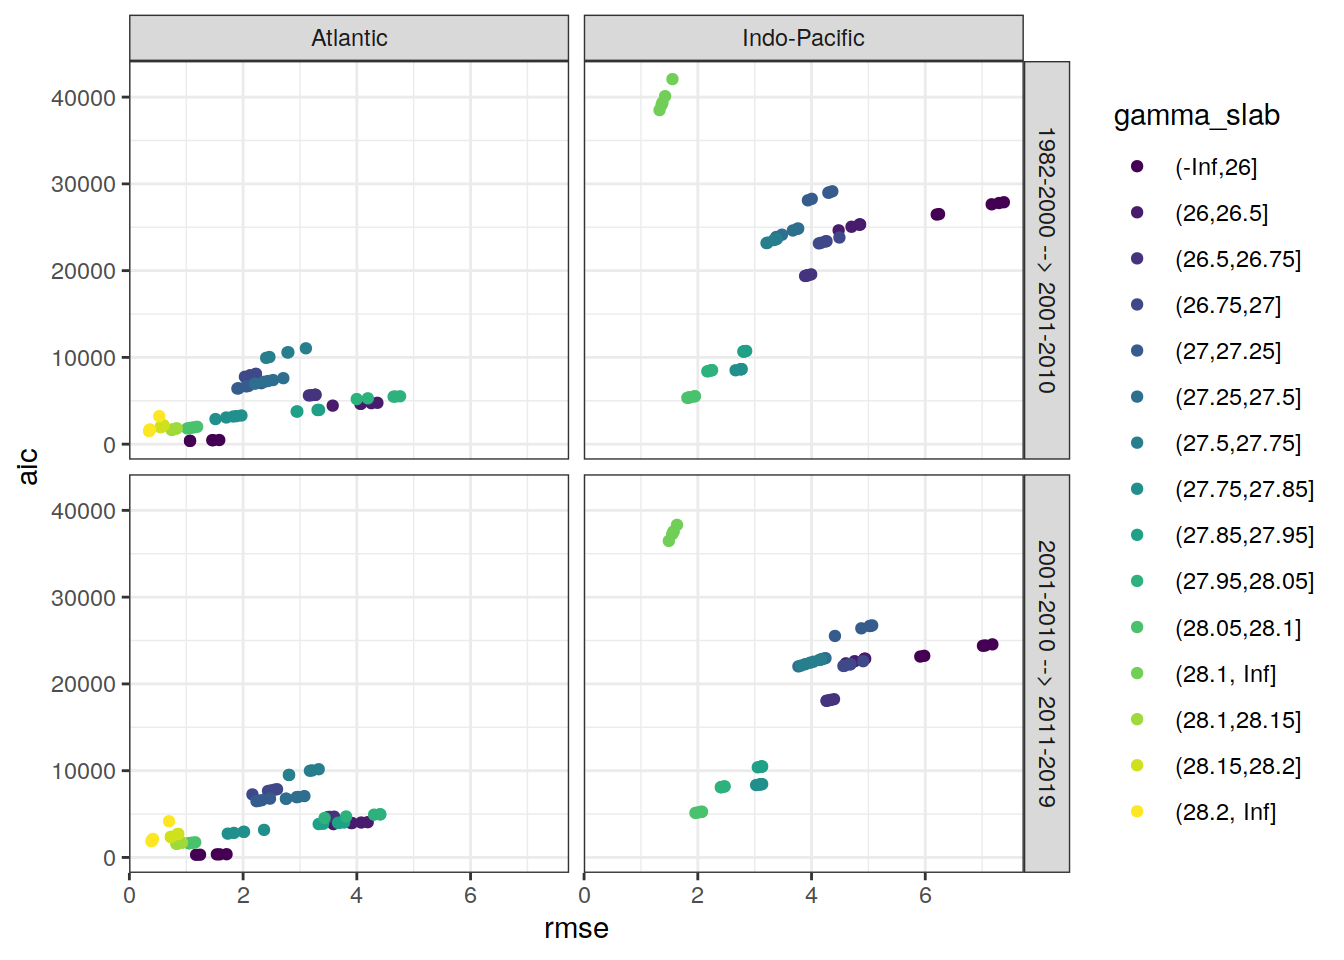 Atlantic
Indo-Pacific
40000
30000
20000
10000
0
1982-2000 --> 2001-2010
aic
40000
30000
20000
10000
0
2001-2010 --> 2011-2019
0 2 4 6
0 2 4 6
rmse
gamma_slab
(-Inf,26]
(26,26.5]
(26.5,26.75]
(26.75,27]
(27,27.25]
(27.25,27.5]
(27.5,27.75]
(27.75,27.85]
(27.85,27.95]
(27.95,28.05]
(28.05,28.1]
(28.1, Inf]
(28.1,28.15]
(28.15,28.2]
(28.2, Inf]